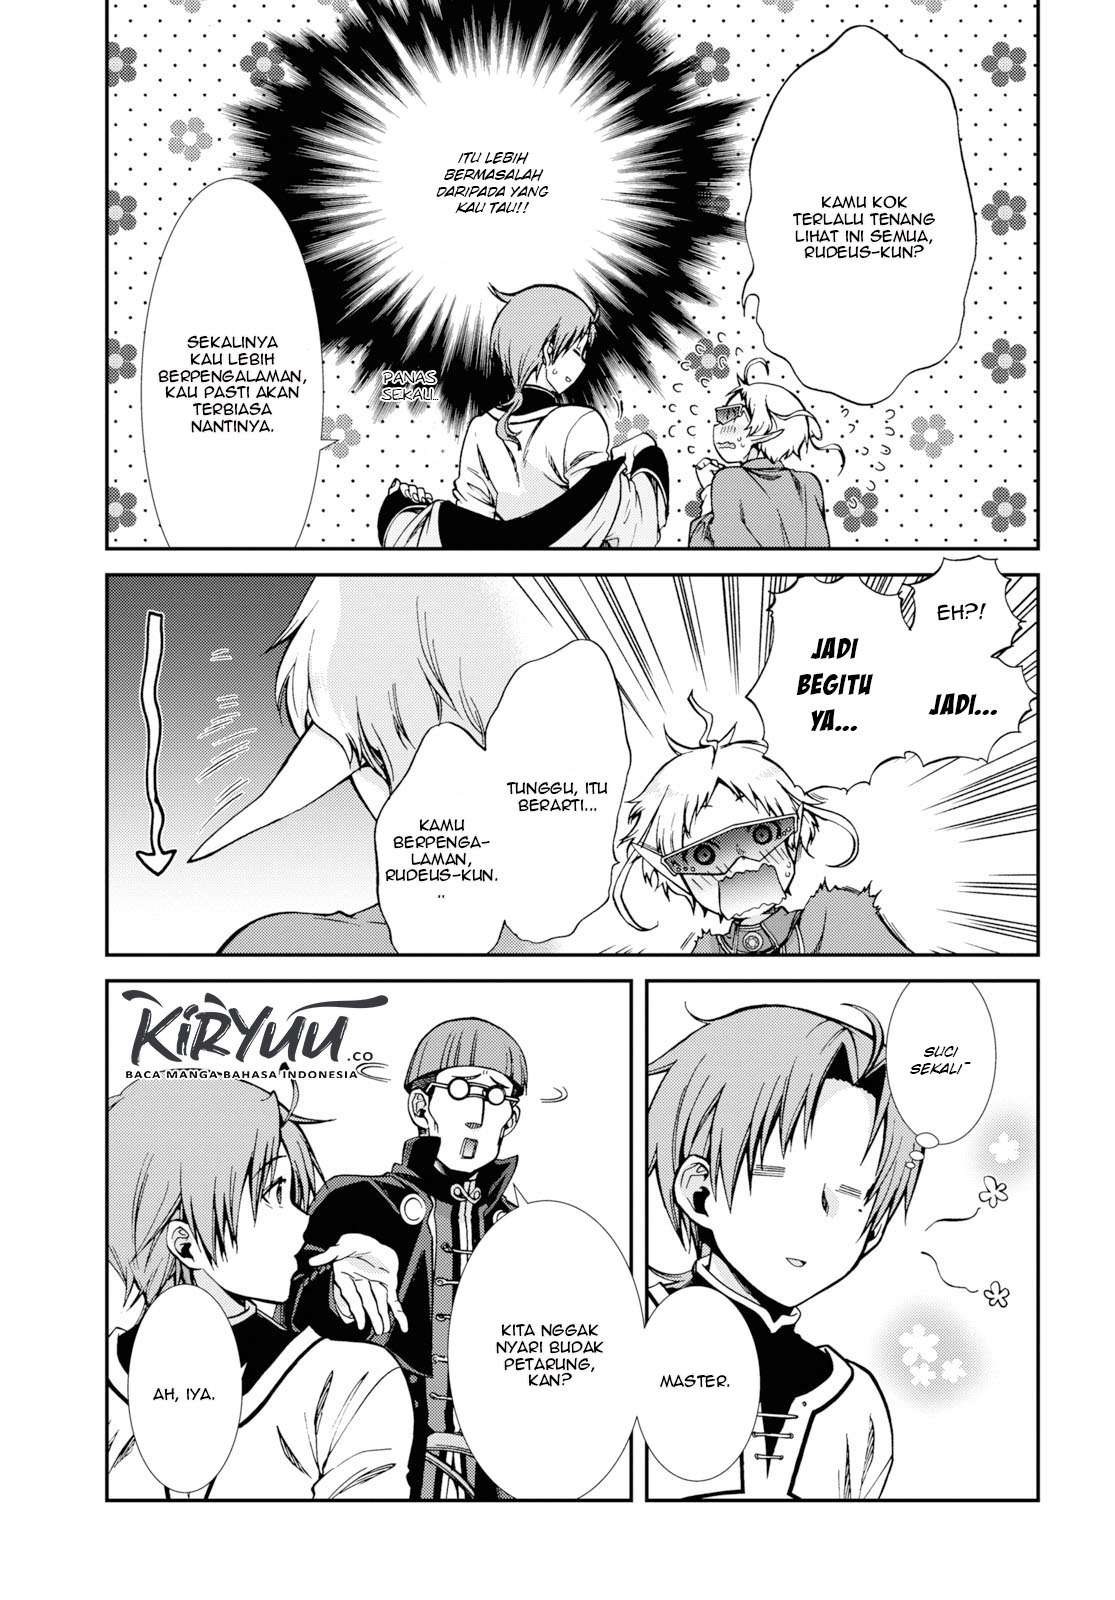 KAMU KOK
TERLALU TENANG
LIHAT INI SEMUA,
RUDEUS-KUN?
ITU LEBIH
BERMASALAH
DARIPADA YANG
KAU TAU!!
PANAS
SEKALI..
SEKALINYA
KAU LEBIH
BERPENGALAMAN,
KAU PASTI AKAN
TERBIASA
NANTINYA.
EH?!
JADI...
JADI
BEGITU
YA...
TUNGGU, ITU
BERARTI...
KAMU
BERPENGA-
LAMAN,
RUDEUS-KUN.
..
SUCI
SEKALI~
MASTER.
KITA NGGAK
NYARI BUDAK
PETARUNG,
KAN?
AH, IYA.
KIRYUU.CO
BACA MANGA BAHASA INDONESIA